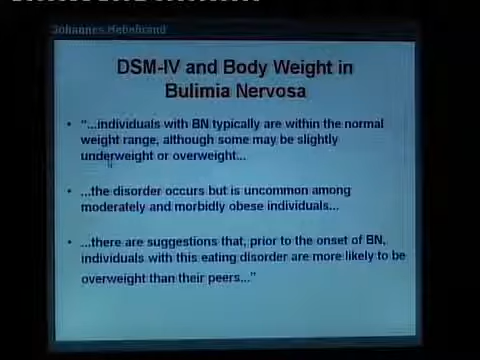 Johannes Hebebrand
DSM-IV and Body Weight in
Bulimia Nervosa
• "...individuals with BN typically are within the normal
weight range, although some may be slightly
underweight or overweight...
• ...the disorder occurs but is uncommon among
moderately and morbidly obese individuals...
• ...there are suggestions that, prior to the onset of BN,
individuals with this eating disorder are more likely to be
overweight than their peers..."